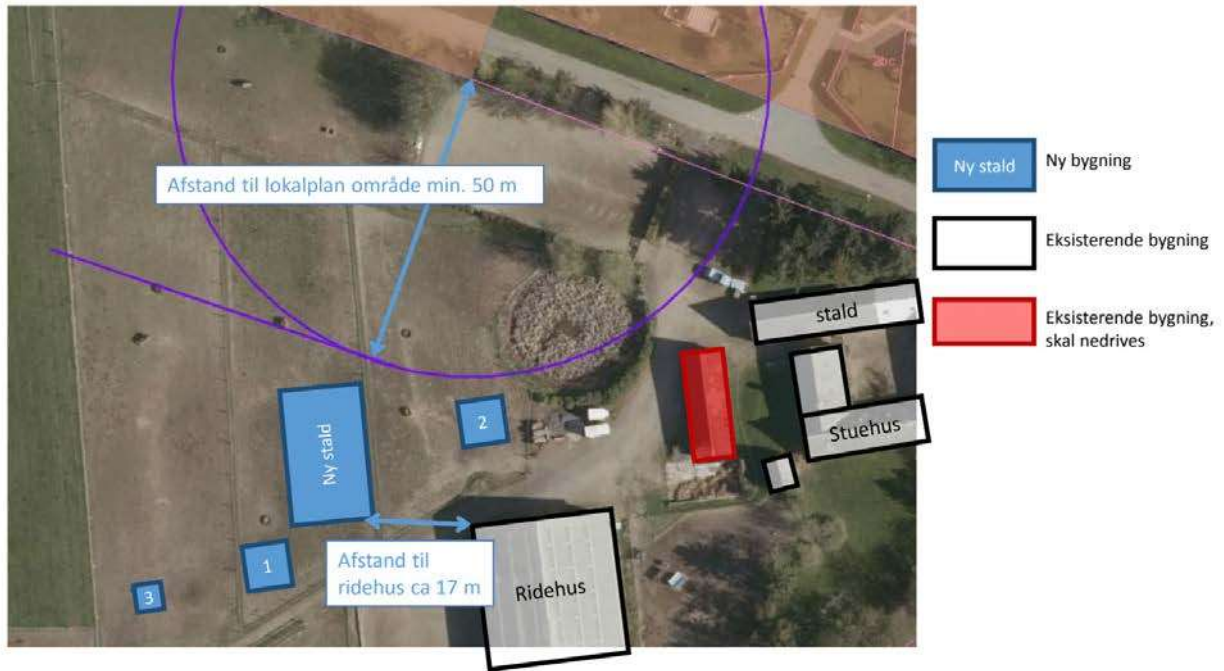 2bc
Afstand til lokalplan område min. 50 m
Ny stald
Ny bygning
Eksisterende bygning
Eksisterende bygning,
skal nedrives
stald
Stuehus
2
Ny stald
1
3
Afstand til
ridehus ca 17 m
Ridehus